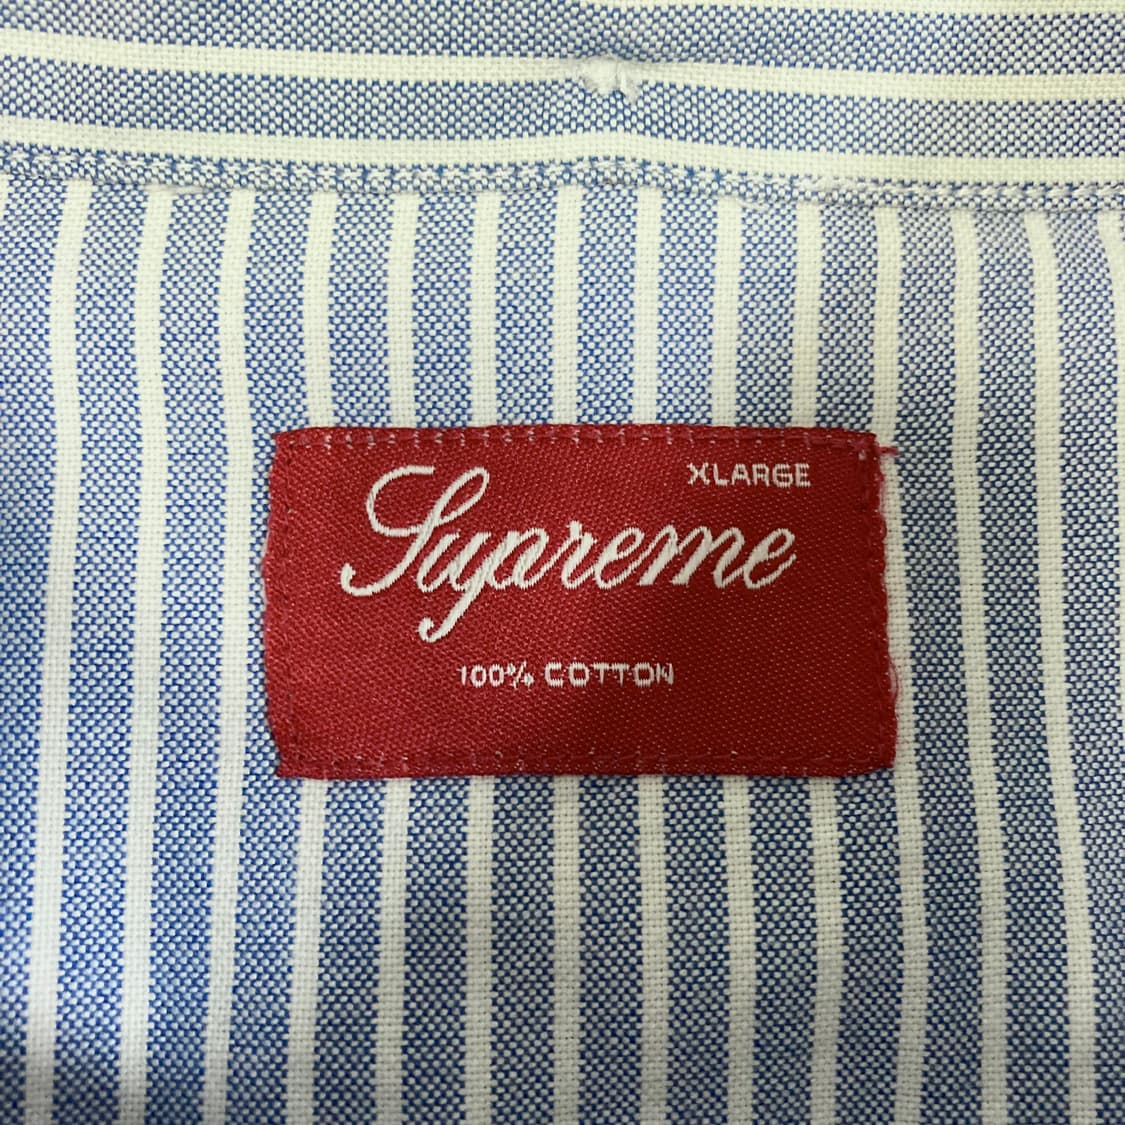 XLARGE
Supreme
100% COTTON